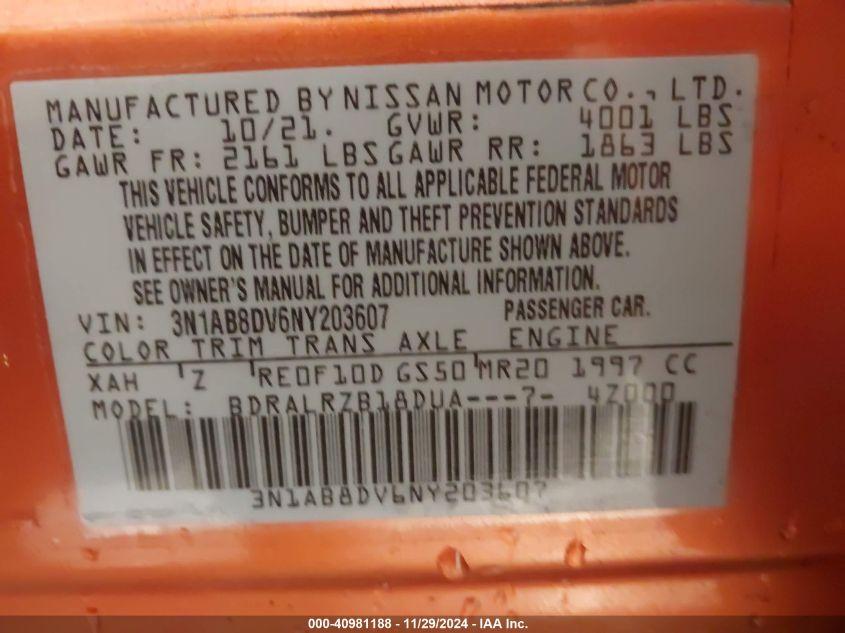 MANUFACTURED BY NISSAN MOTOR CO., LTD.
DATE: 10/21. GVWR: 4001 LBS
GAWR FR: 2161 LBS GAWR RR: 1863 LBS
THIS VEHICLE CONFORMS TO ALL APPLICABLE FEDERAL MOTOR
VEHICLE SAFETY, BUMPER AND THEFT PREVENTION STANDARDS
IN EFFECT ON THE DATE OF MANUFACTURE SHOWN ABOVE.
SEE OWNER'S MANUAL FOR ADDITIONAL INFORMATION.
VIN: 3N1AB8DV6NY203607 PASSENGER CAR.
COLOR TRIM TRANS AXLE ENGINE
XAH Z RE0F10D GS50 MR20 1997 CC
MODEL: BDRALRZB18DUA---7- 4Z000
3N1AB8DV6NY203607
000-40981188 - 11/29/2024 - IAA Inc.